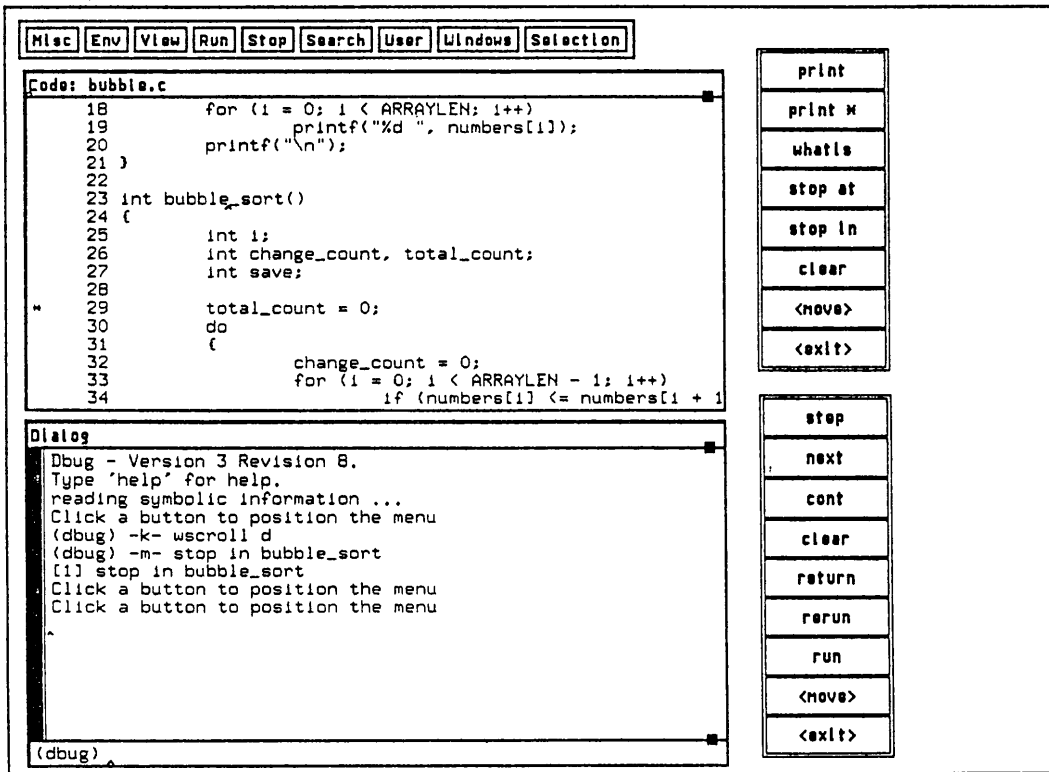 Misc Env View Run Stop Search User Windows Selection
Code: bubble.c
18 for (i = 0; i < ARRAYLEN; i++)
19 printf("%d ", numbers[i]);
20 printf("\n");
21 }
22
23 int bubble_sort()
24 {
25 int i;
26 int change_count, total_count;
27 int save;
28
* 29 total_count = 0;
30 do
31 {
32 change_count = 0;
33 for (i = 0; i < ARRAYLEN - 1; i++)
34 if (numbers[i] <= numbers[i + 1
Dialog
Dbug - Version 3 Revision 8.
Type 'help' for help.
reading symbolic information ...
Click a button to position the menu
(dbug) -k- wscroll d
(dbug) -m- stop in bubble_sort
[1] stop in bubble_sort
Click a button to position the menu
Click a button to position the menu
(dbug)
print
print *
whatis
stop at
stop in
clear
<move>
<exit>
step
next
cont
clear
return
rerun
run
<move>
<exit>